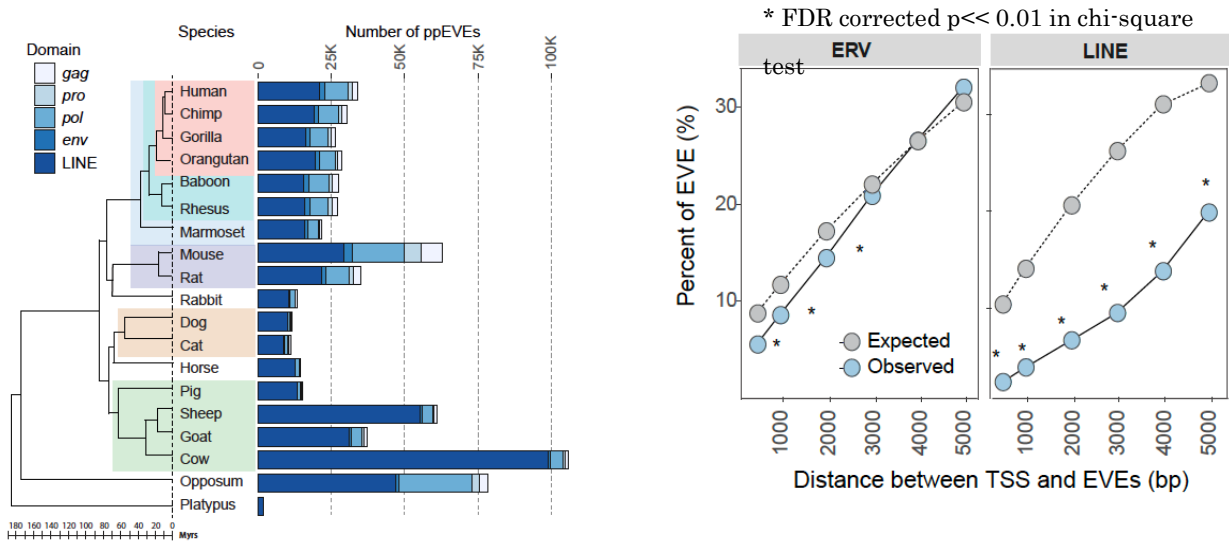 Species
Number of ppEVEs
0
25K
50K
75K
100K
Domain
gag
pro
pol
env
LINE
Human
Chimp
Gorilla
Orangutan
Baboon
Rhesus
Marmoset
Mouse
Rat
Rabbit
Dog
Cat
Horse
Pig
Sheep
Goat
Cow
Opposum
Platypus
180 160 140 120 100 80 60 40 20 0 Myrs
* FDR corrected p<< 0.01 in chi-square
test
ERV
LINE
Percent of EVE (%)
30
20
10
* * *
* * * * * * *
Expected
Observed
1000 2000 3000 4000 5000
1000 2000 3000 4000 5000
Distance between TSS and EVEs (bp)